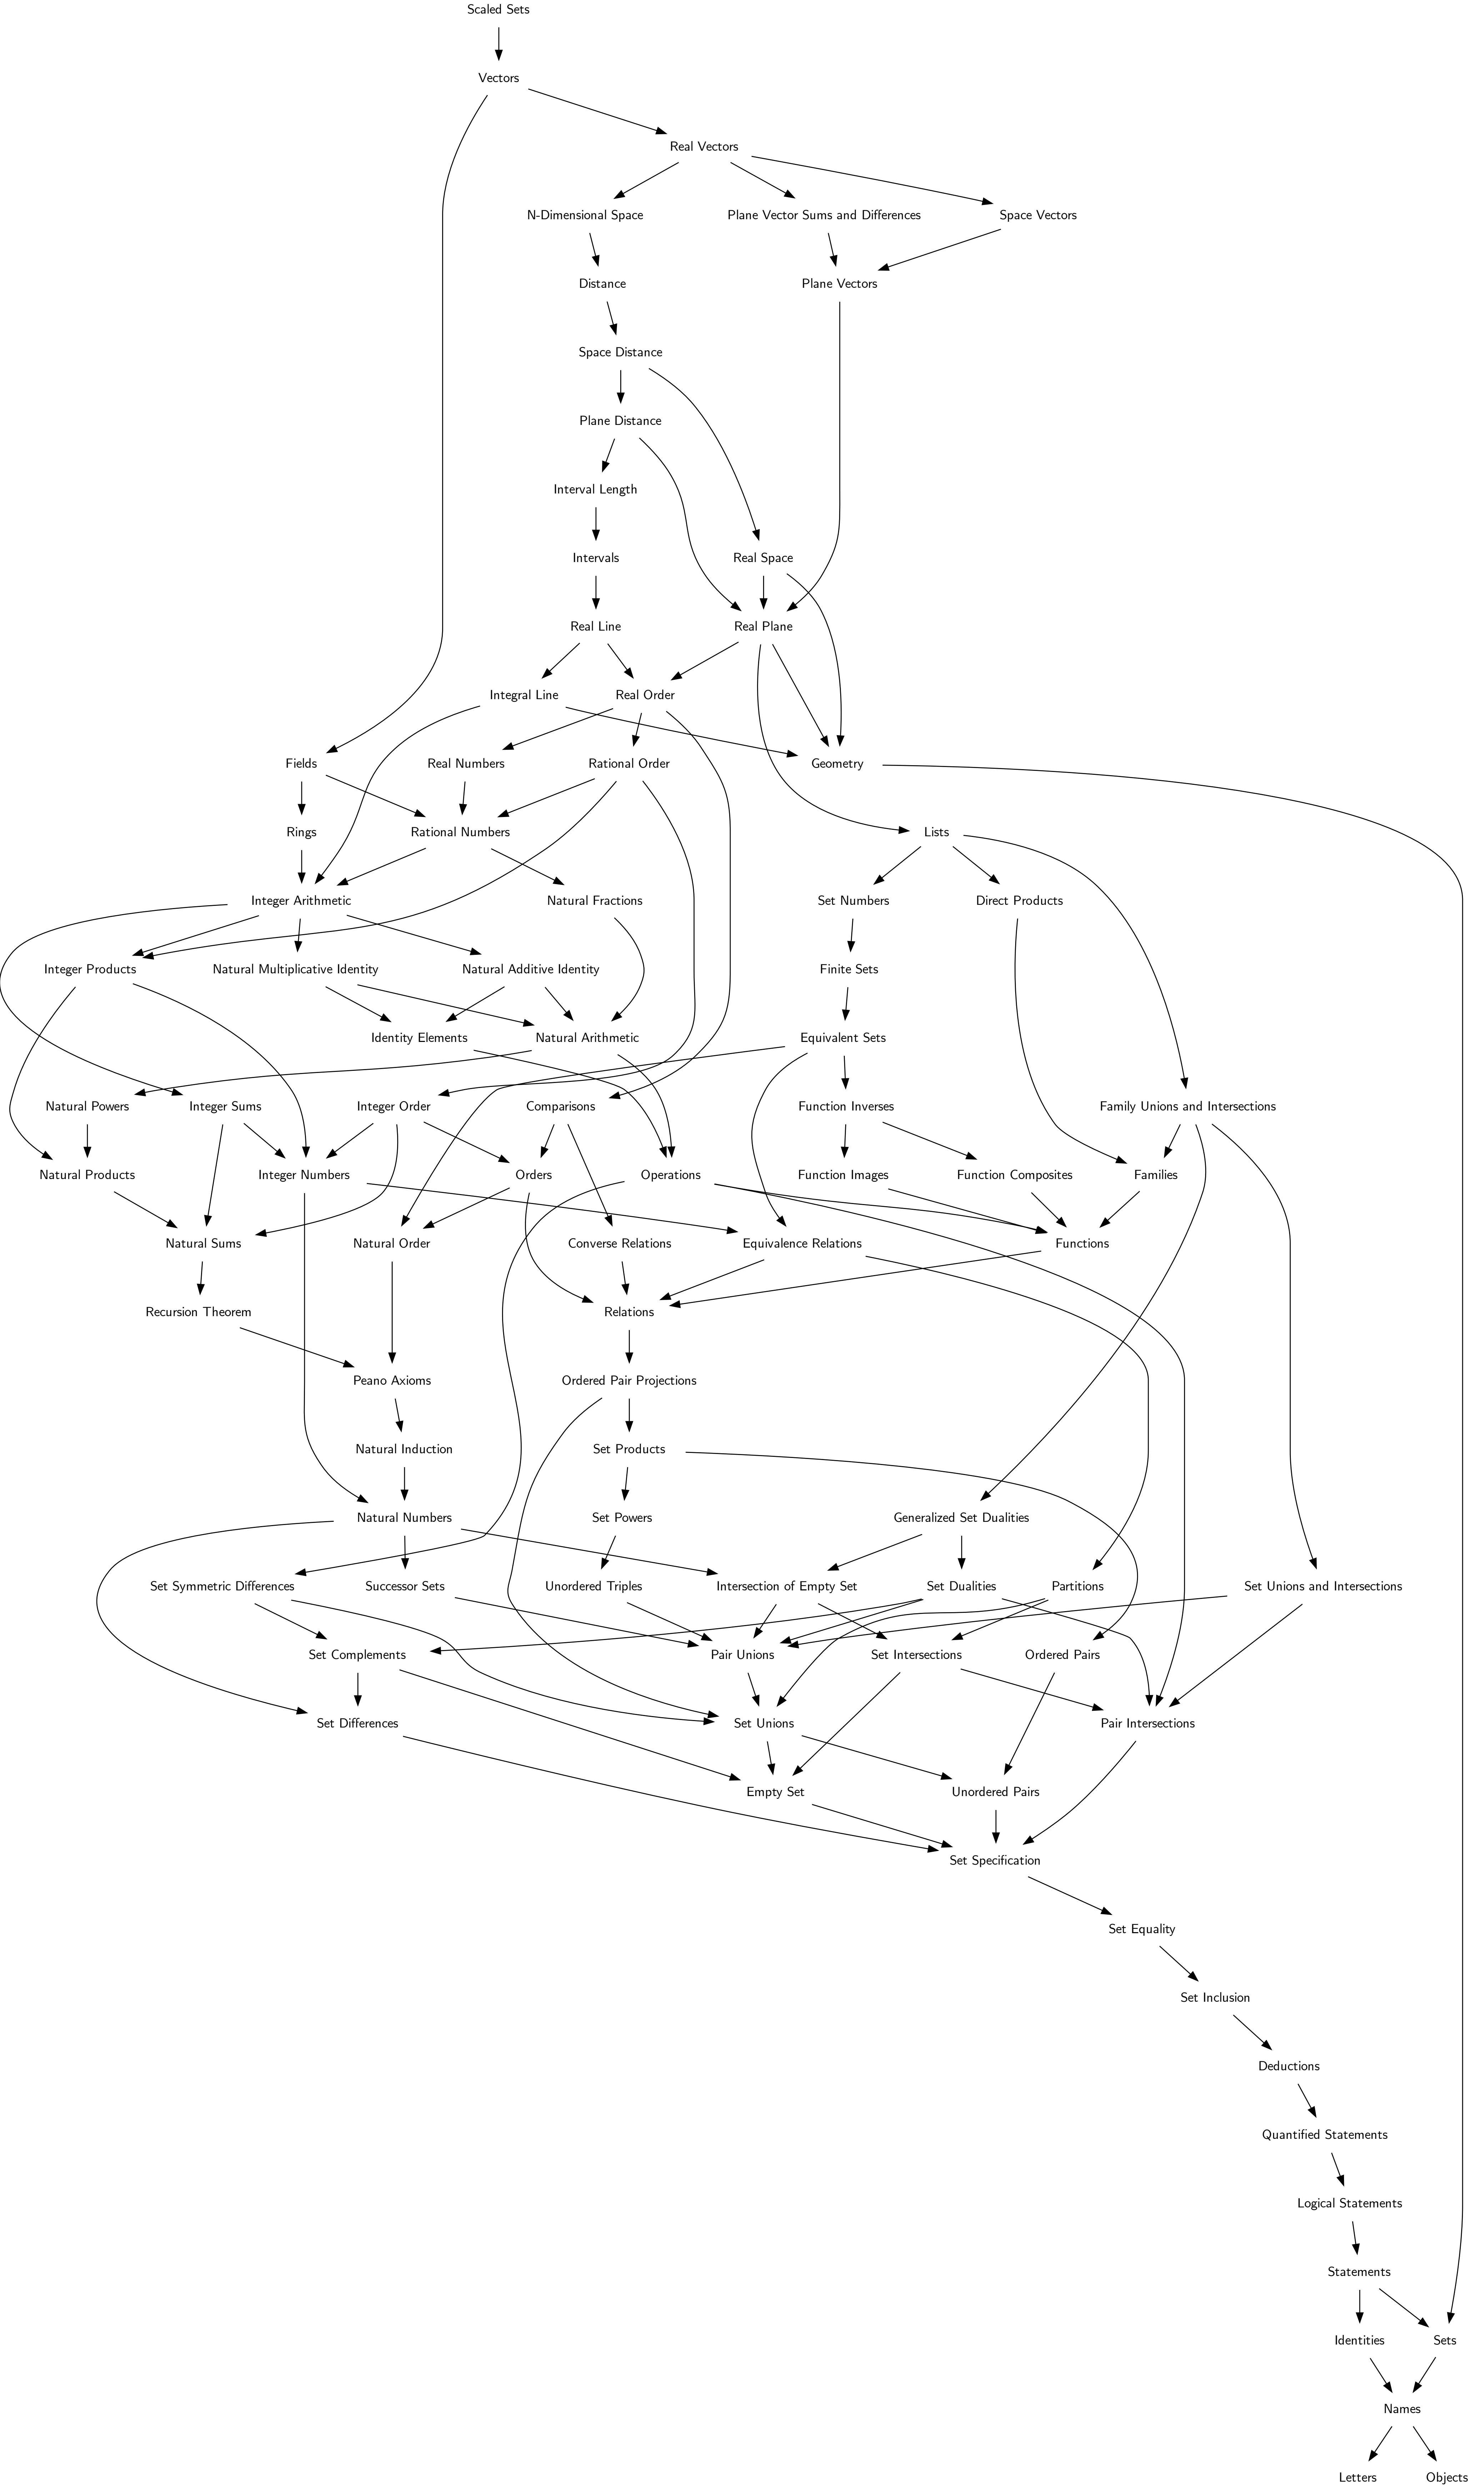 Scaled Sets
Vectors
Real Vectors
N-Dimensional Space
Plane Vector Sums and Differences
Space Vectors
Distance
Plane Vectors
Space Distance
Plane Distance
Interval Length
Intervals
Real Space
Real Line
Real Plane
Integral Line
Real Order
Fields
Real Numbers
Rational Order
Geometry
Rings
Rational Numbers
Lists
Integer Arithmetic
Natural Fractions
Set Numbers
Direct Products
Integer Products
Natural Multiplicative Identity
Natural Additive Identity
Finite Sets
Identity Elements
Natural Arithmetic
Equivalent Sets
Natural Powers
Integer Sums
Integer Order
Comparisons
Function Inverses
Family Unions and Intersections
Natural Products
Integer Numbers
Orders
Operations
Function Images
Function Composites
Families
Natural Sums
Natural Order
Converse Relations
Equivalence Relations
Functions
Recursion Theorem
Relations
Peano Axioms
Ordered Pair Projections
Natural Induction
Set Products
Natural Numbers
Set Powers
Generalized Set Dualities
Set Symmetric Differences
Successor Sets
Unordered Triples
Intersection of Empty Set
Set Dualities
Partitions
Set Unions and Intersections
Set Complements
Pair Unions
Set Intersections
Ordered Pairs
Set Differences
Set Unions
Pair Intersections
Empty Set
Unordered Pairs
Set Specification
Set Equality
Set Inclusion
Deductions
Quantified Statements
Logical Statements
Statements
Identities
Sets
Names
Letters
Objects